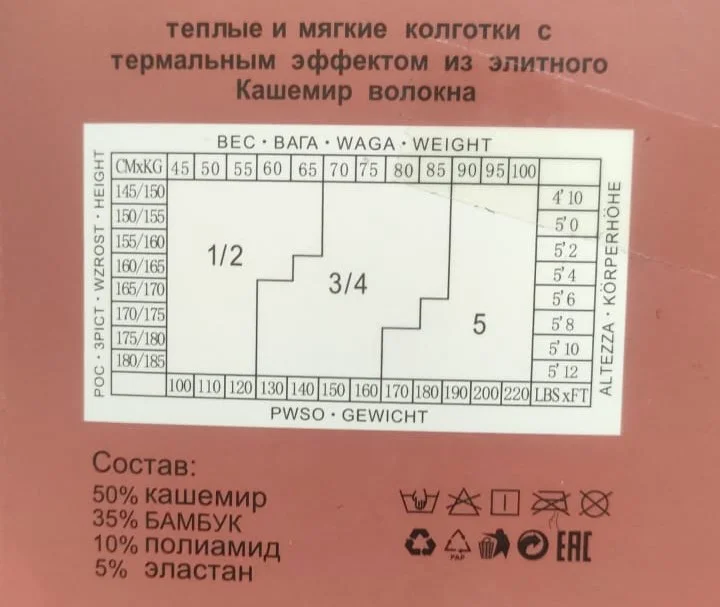 теплые и мягкие колготки с
термальным эффектом из элитного
Кашемир волокна
ВЕС · ВАГА · WAGA · WEIGHT
CMxKG 45 50 55 60 65 70 75 80 85 90 95 100
145/150 4' 10
150/155 5' 0
155/160 5' 2
160/165 5' 4
165/170 5' 6
170/175 5' 8
175/180 5' 10
180/185 5' 12
1/2
3/4
5
100 110 120 130 140 150 160 170 180 190 200 220 LBS xFT
PWSO · GEWICHT
РОС · ЗРІСТ · WZROST · HEIGHT
ALTEZZA · KÖRPERHÖHE
Состав:
50% кашемир
35% БАМБУК
10% полиамид
5% эластан
PAP
EAC